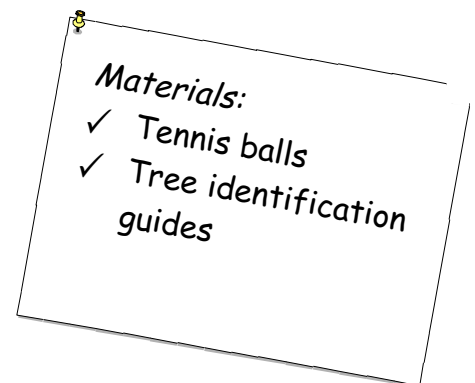 Materials:
✓ Tennis balls
✓ Tree identification
guides